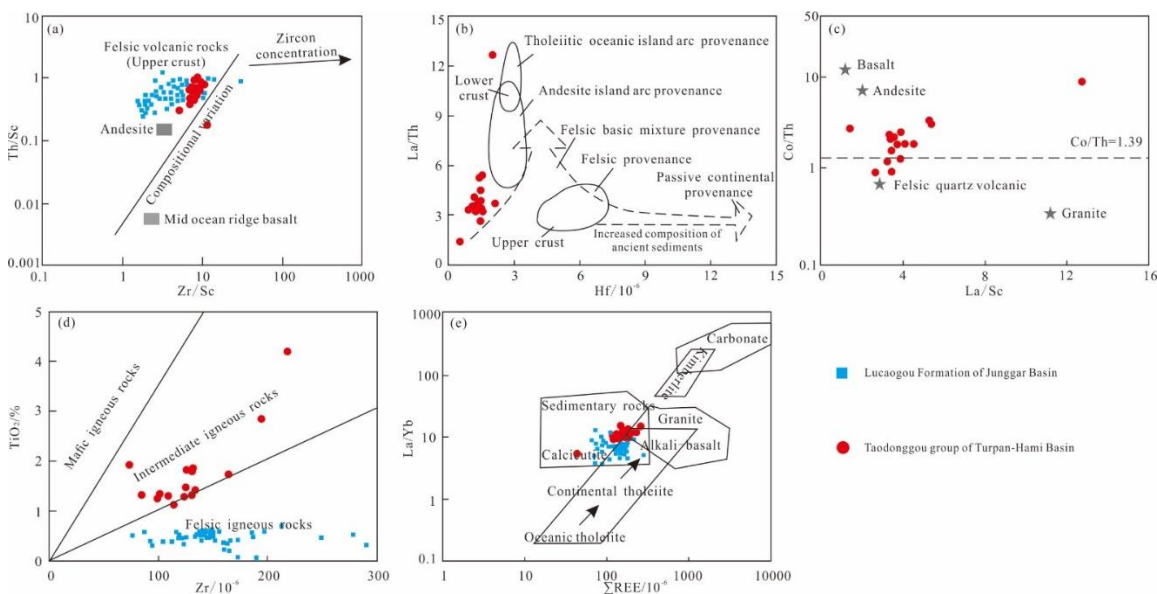 (a)
10
1
0.1
0.01
0.001
Th/Sc
Felsic volcanic rocks
(Upper crust)
Zircon
concentration
Andesite
Compositional variation
Mid ocean ridge basalt
0.1
1
10
100
1000
Zr/Sc
(b)
15
12
9
6
3
0
La/Th
Tholeiitic oceanic island arc provenance
Lower
crust
Andesite island arc provenance
Felsic basic mixture provenance
Felsic provenance
Passive continental
provenance
Upper crust
Increased composition of
ancient sediments
0
3
6
9
12
15
Hf/10⁻⁶
(c)
50
10
1
0.1
Co/Th
Basalt
Andesite
Co/Th=1.39
Felsic quartz volcanic
Granite
0
4
8
12
16
La/Sc
(d)
5
4
3
2
1
0
TiO₂/%
Mafic igneous rocks
Intermediate igneous rocks
Felsic igneous rocks
100
200
300
Zr/10⁻⁶
(e)
1000
100
10
1
0.1
La/Yb
Carbonate
Kimberlite
Sedimentary rocks
Granite
Calcirutite
Alkali-basalt
Continental tholeiite
Oceanic tholeiite
1
10
100
1000
10000
∑REE/10⁻⁶
Lucaogou Formation of Junggar Basin
Taodonggou group of Turpan-Hami Basin